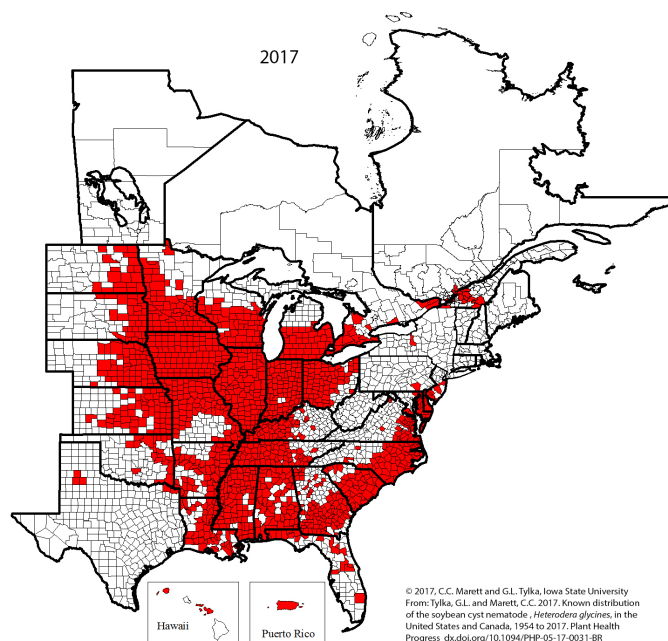 2017
Hawaii
Puerto Rico
© 2017, C.C. Marett and G.L. Tylka, Iowa State University
From: Tylka, G.L. and Marett, C.C. 2017. Known distribution
of the soybean cyst nematode , Heterodera glycines, in the
United States and Canada, 1954 to 2017. Plant Health
Progress dx.doi.org/10.1094/PHP-05-17-0031-BR